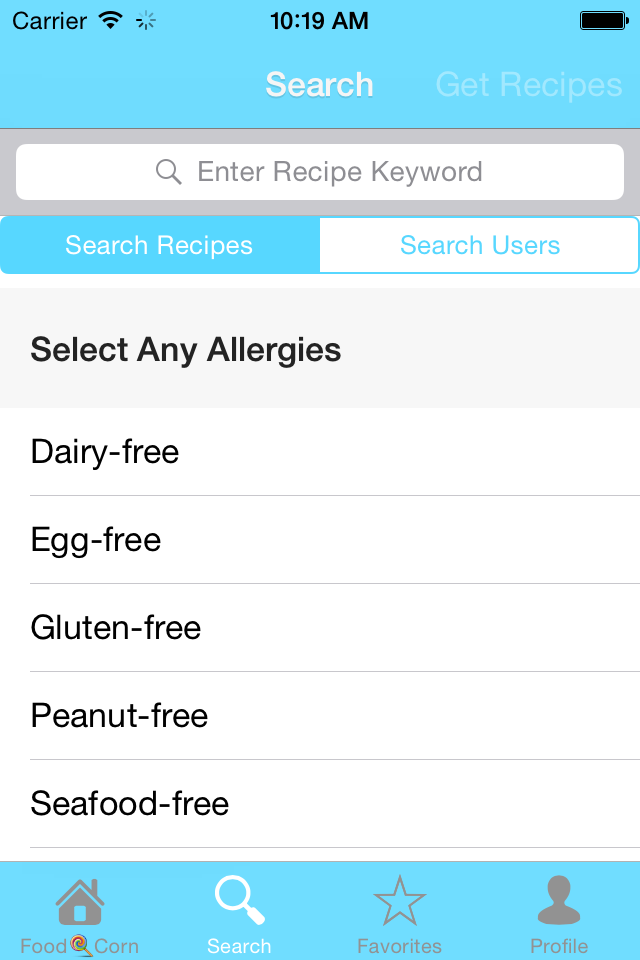 Carrier 10:19 AM
Search Get Recipes
Enter Recipe Keyword
Search Recipes Search Users
Select Any Allergies
Dairy-free
Egg-free
Gluten-free
Peanut-free
Seafood-free
Food🍭Corn Search Favorites Profile